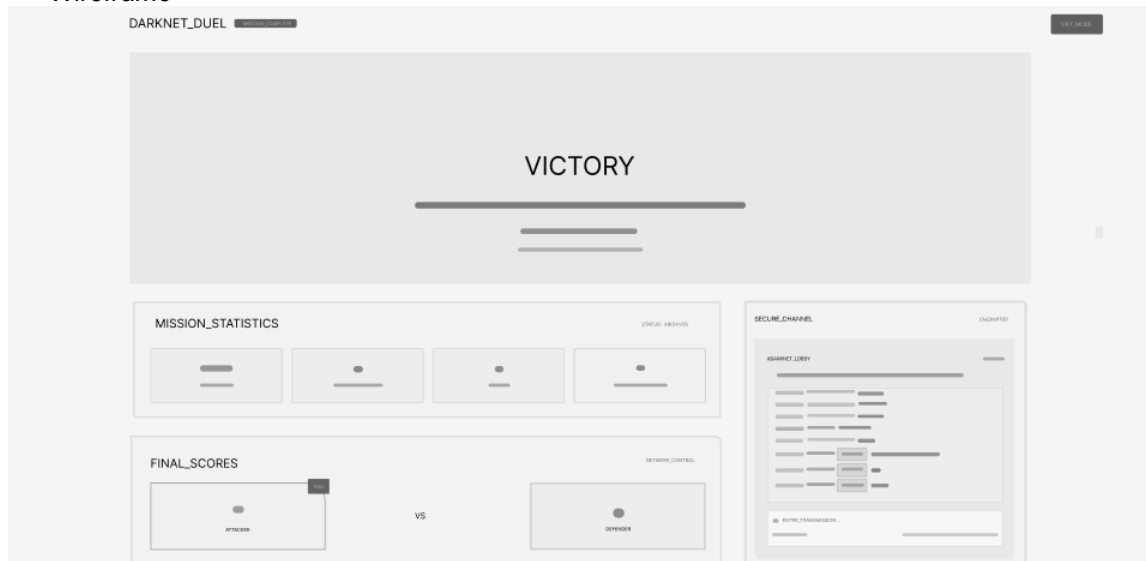 Wireframe
DARKNET_DUEL
MISSION_COMPLETE
EXIT_MODE
VICTORY
MISSION_STATISTICS
STATUS: ARCHIVED
SECURE_CHANNEL
ENCRYPTED
#DARKNET_LOBBY
FINAL_SCORES
NETWORK_CONTROL
YOU
ATTACKER
VS
DEFENDER
ENTER_TRANSMISSION...